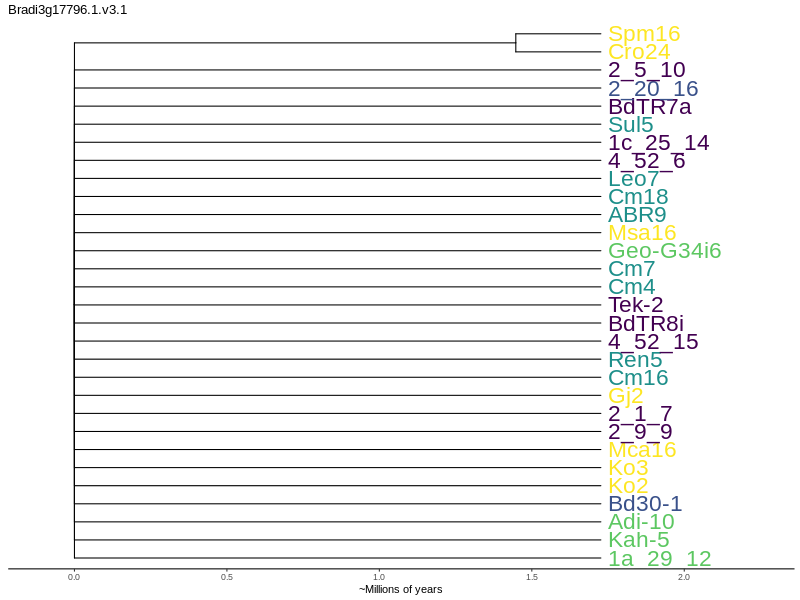 Bradi3g17796.1.v3.1
Spm16
Cro24
2_5_10
2_20_16
BdTR7a
Sul5
1c_25_14
4_52_6
Leo7
Cm18
ABR9
Msa16
Geo-G34i6
Cm7
Cm4
Tek-2
BdTR8i
4_52_15
Ren5
Cm16
Gj2
2_1_7
2_9_9
Mca16
Ko3
Ko2
Bd30-1
Adi-10
Kah-5
1a_29_12
0.0 0.5 1.0 1.5 2.0
~Millions of years